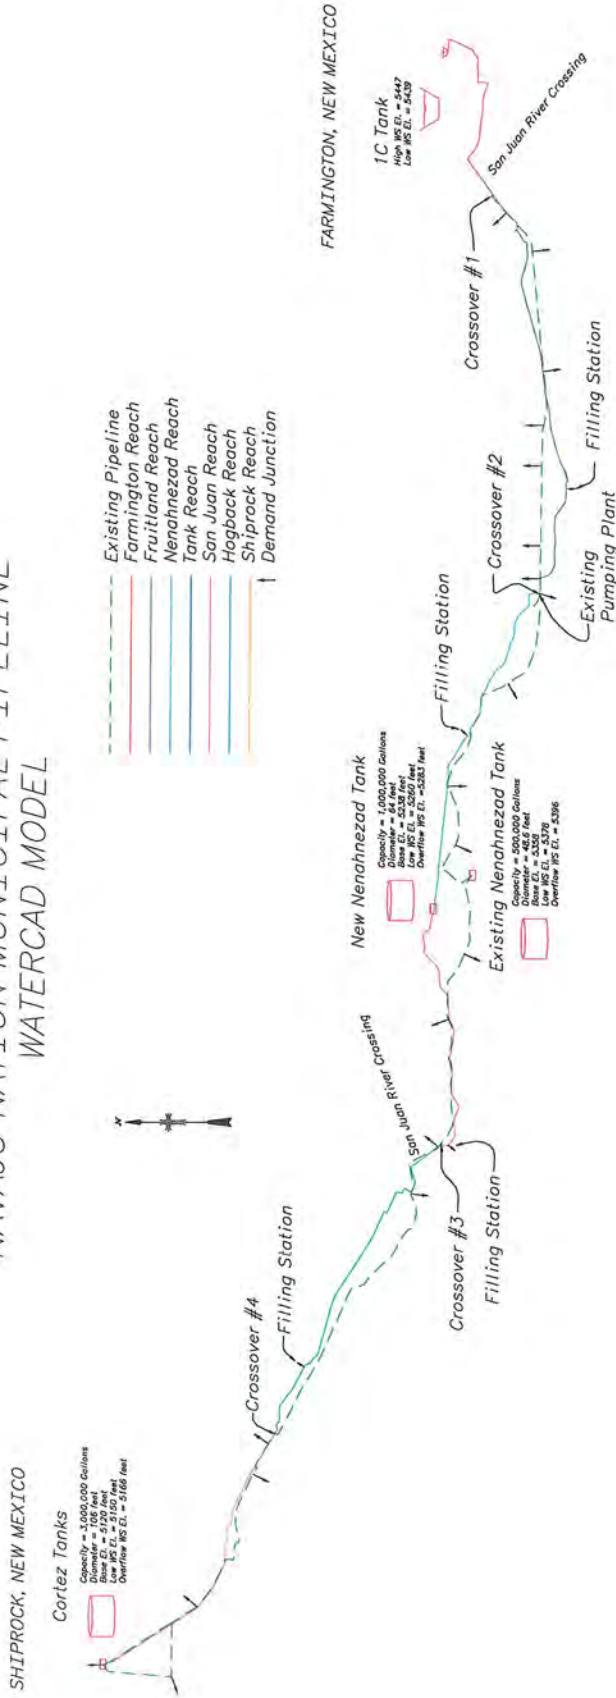 WATERCAD MODEL
SHIPROCK, NEW MEXICO
Cortez Tanks
Capacity = 3,000,000 Gallons
Diameter = 106 feet
Base El. = 5120 feet
Low WS El. = 5150 feet
Overflow WS El. = 5166 feet
N
Existing Pipeline
Farmington Reach
Fruitland Reach
Nenahnezad Reach
Tank Reach
San Juan Reach
Hogback Reach
Shiprock Reach
Demand Junction
FARMINGTON, NEW MEXICO
1C Tank
High WS El. = 5447
Low WS El. = 5439
San Juan River Crossing
Crossover #1
Filling Station
Crossover #2
Existing
Pumping Plant
Filling Station
New Nenahnezad Tank
Capacity = 1,000,000 Gallons
Diameter = 64 feet
Base El. = 5238 feet
Low WS El. = 5260 feet
Overflow WS El. =5283 feet
Existing Nenahnezad Tank
Capacity = 500,000 Gallons
Diameter = 48.6 feet
Base El. = 5358
Low WS El. = 5376
Overflow WS El. = 5396
San Juan River Crossing
Crossover #3
Filling Station
Crossover #4
Filling Station